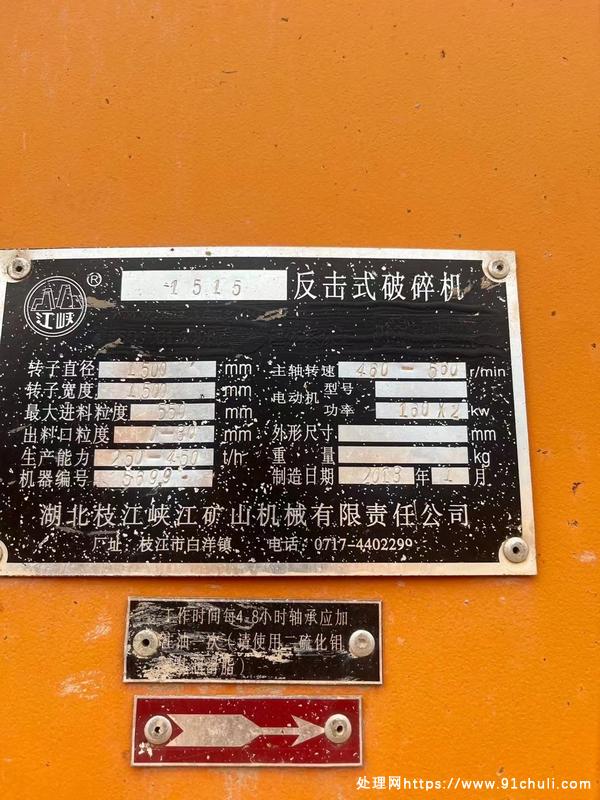 江峡
®
1515 反击式破碎机
转子直径 1500 mm
转子宽度 1500 mm
最大进料粒度 550 mm
出料口粒度 mm
生产能力 250-450 t/h
机器编号
主轴转速 r/min
电动机 型号
功率 160X2 kw
外形尺寸 mm
重量 kg
制造日期 年 1 月
湖北枝江峡江矿山机械有限责任公司
厂址：枝江市白洋镇 电话：0717-4402299
工作时间每4-8小时轴承应加
注油一次（请使用二硫化钼
脂）
处理网https://www.91chuli.com